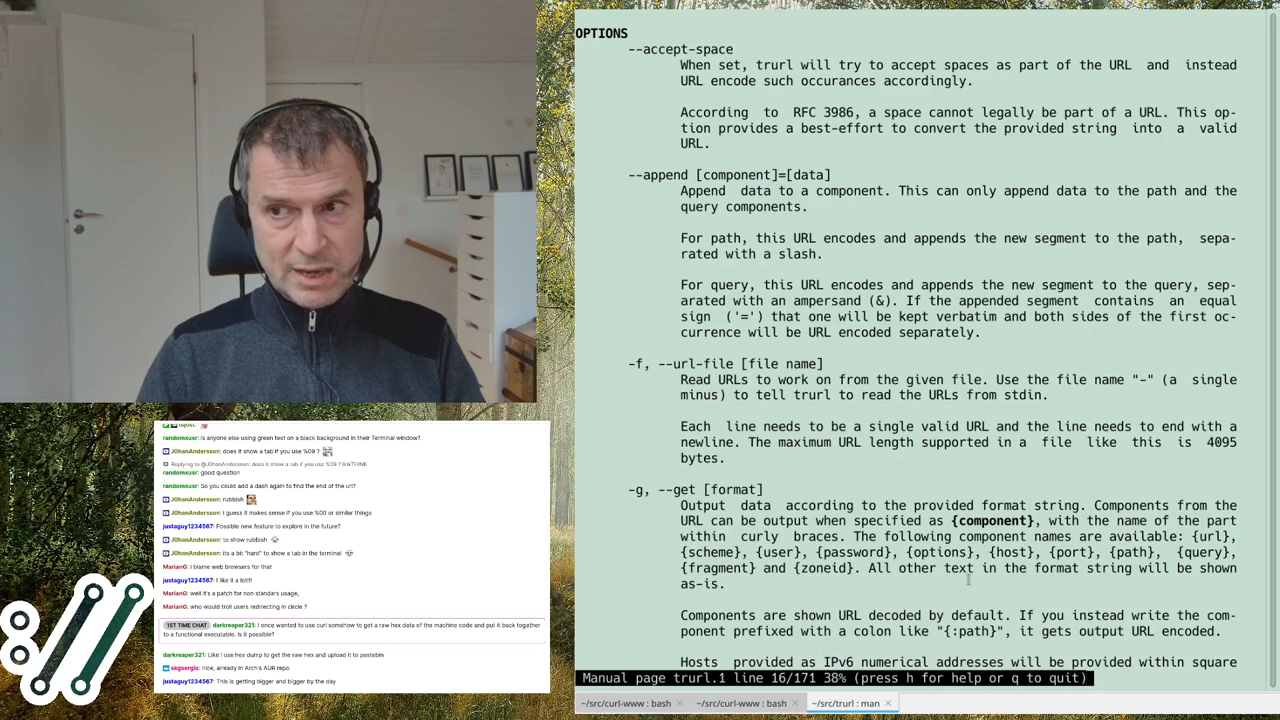 OPTIONS
--accept-space
When set, trurl will try to accept spaces as part of the URL and instead
URL encode such occurances accordingly.
According to RFC 3986, a space cannot legally be part of a URL. This op-
tion provides a best-effort to convert the provided string into a valid
URL.
--append [component]=[data]
Append data to a component. This can only append data to the path and the
query components.
For path, this URL encodes and appends the new segment to the path, sepa-
rated with a slash.
For query, this URL encodes and appends the new segment to the query, sep-
arated with an ampersand (&). If the appended segment contains an equal
sign ('=') that one will be kept verbatim and both sides of the first oc-
currence will be URL encoded separately.
-f, --url-file [file name]
Read URLs to work on from the given file. Use the file name "-" (a single
minus) to tell trurl to read the URLs from stdin.
Each line needs to be a single valid URL and the line needs to end with a
newline. The maximum URL length supported in a file like this is 4095
bytes.
-g, --get [format]
Output data according to the provided format string. Components from the
URL can be output when specified as {component}, with the name of the part
within curly braces. The following component names are available: {url},
{scheme}, {user}, {password}, {options}, {host}, {port}, {path}, {query},
{fragment} and {zoneid}. All other text in the format string will be shown
as-is.
Components are shown URL decoded by default. If you instead write the com-
ponent prefixed with a colon like "{:path}", it gets output URL encoded.
Hosts provided as IPv6 numerical addresses will be provided within square
Manual page trurl.1 line 16/171 38% (press h for help or q to quit)
~/src/curl-www : bash
~/src/curl-www : bash
~/src/trurl : man
randomxusr: is anyone else using green text on a black background in their Terminal window?
J0hanAndersson: does it show a tab if you use %09 ?
Replying to @J0hanAndersson: does it show a tab if you use %09 ?
randomxusr: good question
randomxusr: So you could add a dash again to find the end of the url?
J0hanAndersson: rubbish
J0hanAndersson: i guess it makes sense if you use %00 or similar things
justaguy1234567: Possible new feature to explore in the future?
J0hanAndersson: to show rubbish
J0hanAndersson: its a bit "hard" to show a tab in the terminal
MarianG: i blame web browsers for that
justaguy1234567: I like it a lot!!!
MarianG: well it's a patch for non standars usage,
MarianG: who would troll users redirecting in circle ?
1ST TIME CHAT darkreaper321: I once wanted to use curl somehow to get a raw hex data of the machine code and put it back together
to a functional executable. Is it possible?
darkreaper321: Like I use hex dump to get the raw hex and upload it to pastebin
skgsergio: nice, already in Arch's AUR repo
justaguy1234567: This is getting bigger and bigger by the day